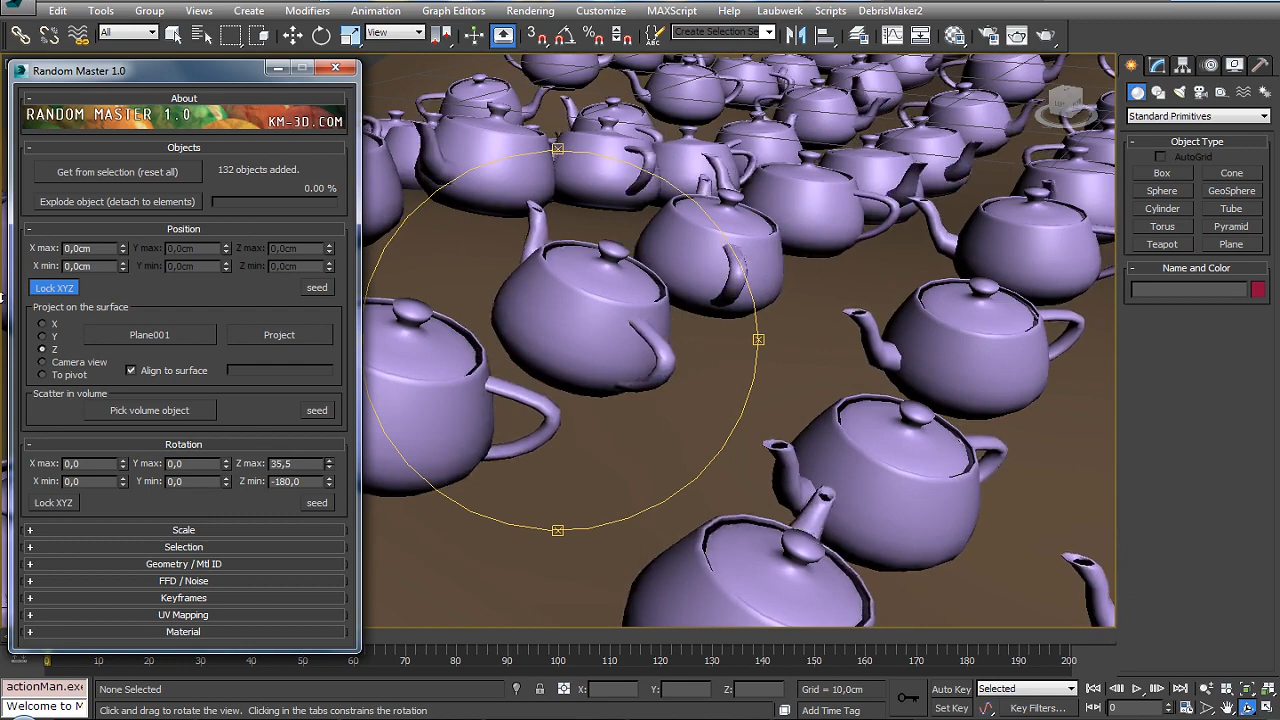 Edit Tools Group Views Create Modifiers Animation Graph Editors Rendering Customize MAXScript Help Laubwerk Scripts DebrisMaker2
All View Create Selection Se
Random Master 1.0
About
RANDOM MASTER 1.0 KM-3D.COM
Objects
Get from selection (reset all) 132 objects added.
0.00 %
Explode object (detach to elements)
Position
X max: 0,0cm Y max: 0,0cm Z max: 0,0cm
X min: 0,0cm Y min: 0,0cm Z min: 0,0cm
Lock XYZ seed
Project on the surface
X
Y
Z
Plane001 Project
Camera view
To pivot
Align to surface
Scatter in volume
Pick volume object seed
Rotation
X max: 0,0 Y max: 0,0 Z max: 35,5
X min: 0,0 Y min: 0,0 Z min: -180,0
Lock XYZ seed
Scale
Selection
Geometry / Mtl ID
FFD / Noise
Keyframes
UV Mapping
Material
Standard Primitives
Object Type
AutoGrid
Box Cone
Sphere GeoSphere
Cylinder Tube
Torus Pyramid
Teapot Plane
Name and Color
0 10 20 30 40 50 60 70 80 90 100 110 120 130 140 150 160 170 180 190 200
actionMan.exe None Selected X: Y: Z: Grid = 10,0cm Auto Key Selected
Welcome to M Click and drag to rotate the view. Clicking in the tabs constrains the rotation Add Time Tag Set Key Key Filters... 0